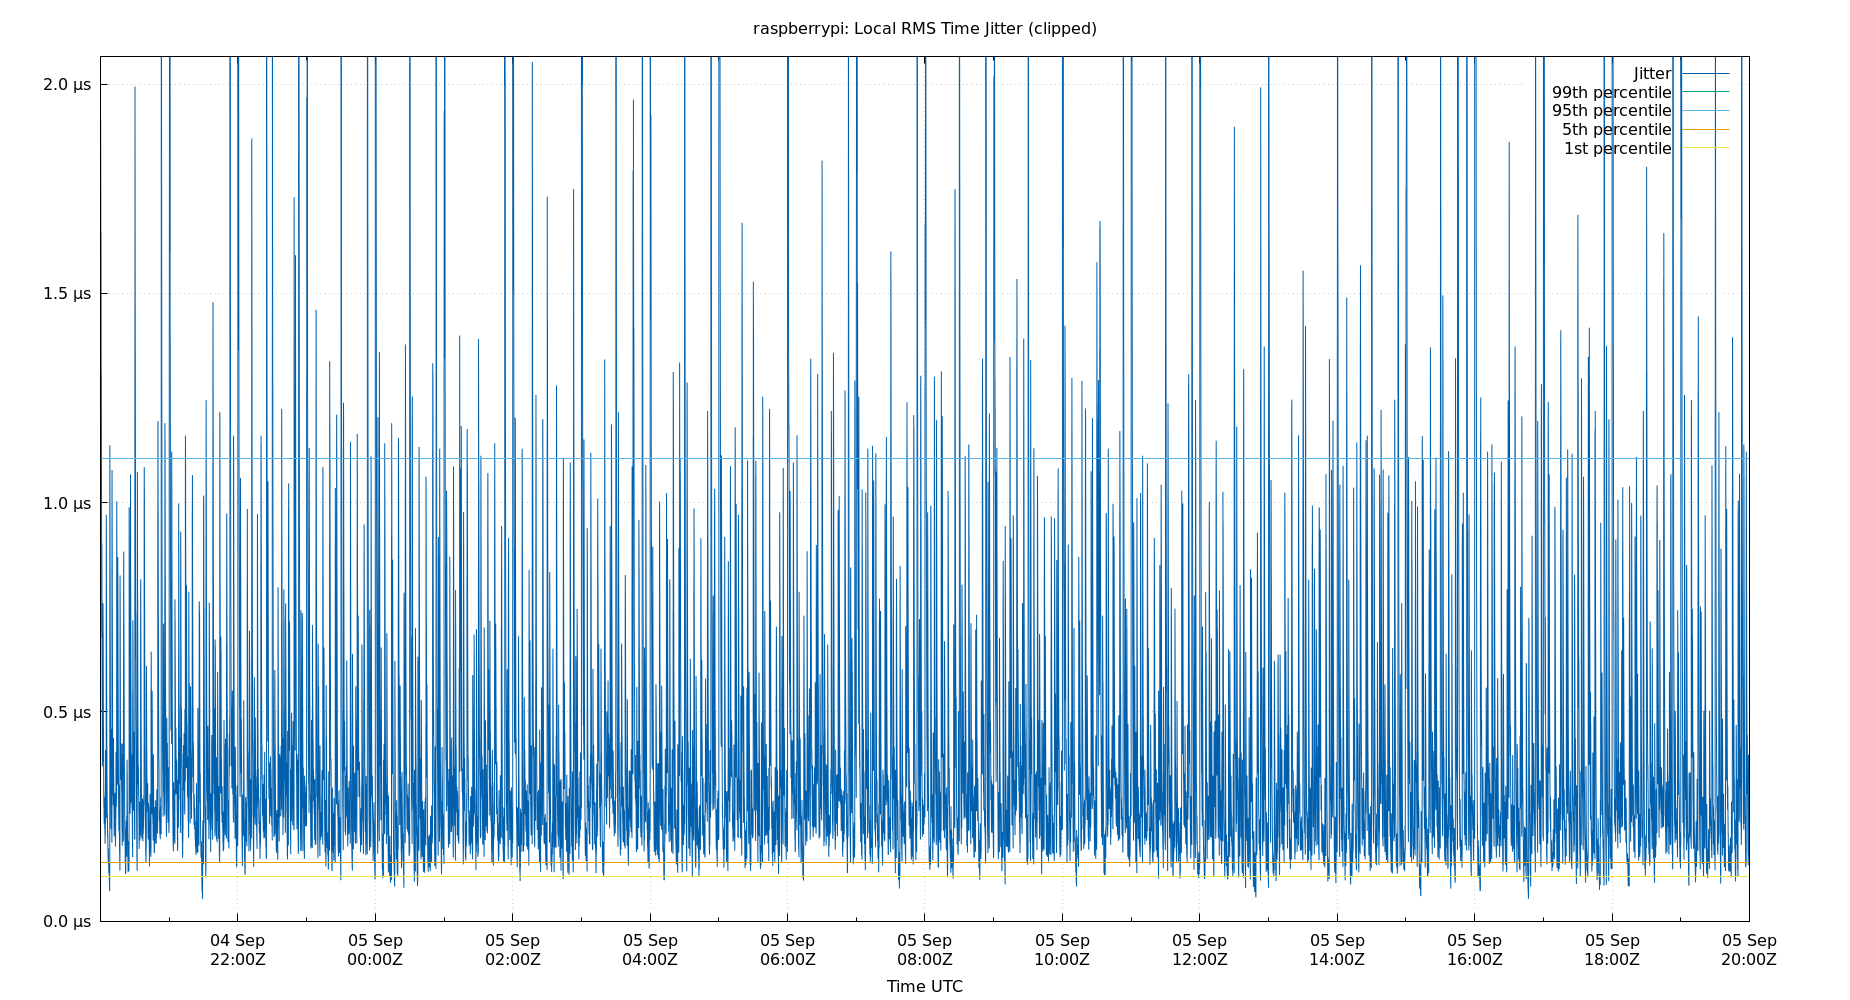 raspberrypi: Local RMS Time Jitter (clipped)
2.0 µs
1.5 µs
1.0 µs
0.5 µs
0.0 µs
Jitter
99th percentile
95th percentile
5th percentile
1st percentile
04 Sep 05 Sep 05 Sep 05 Sep 05 Sep 05 Sep 05 Sep 05 Sep 05 Sep 05 Sep 05 Sep 05 Sep
22:00Z 00:00Z 02:00Z 04:00Z 06:00Z 08:00Z 10:00Z 12:00Z 14:00Z 16:00Z 18:00Z 20:00Z
Time UTC